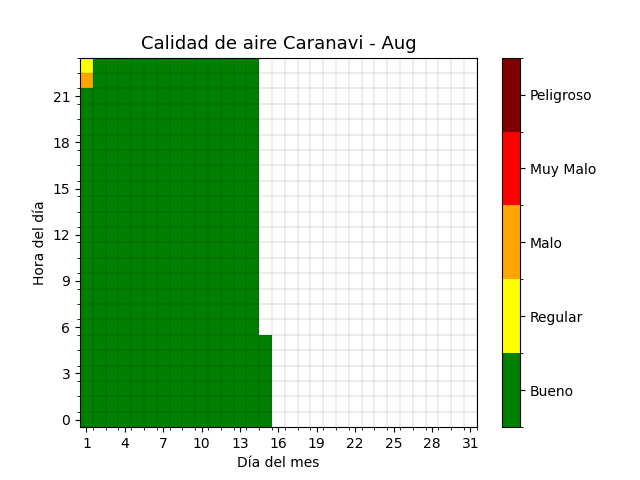 Calidad de aire Caranavi - Aug
Hora del día
21
18
15
12
9
6
3
0
1 4 7 10 13 16 19 22 25 28 31
Día del mes
Peligroso
Muy Malo
Malo
Regular
Bueno